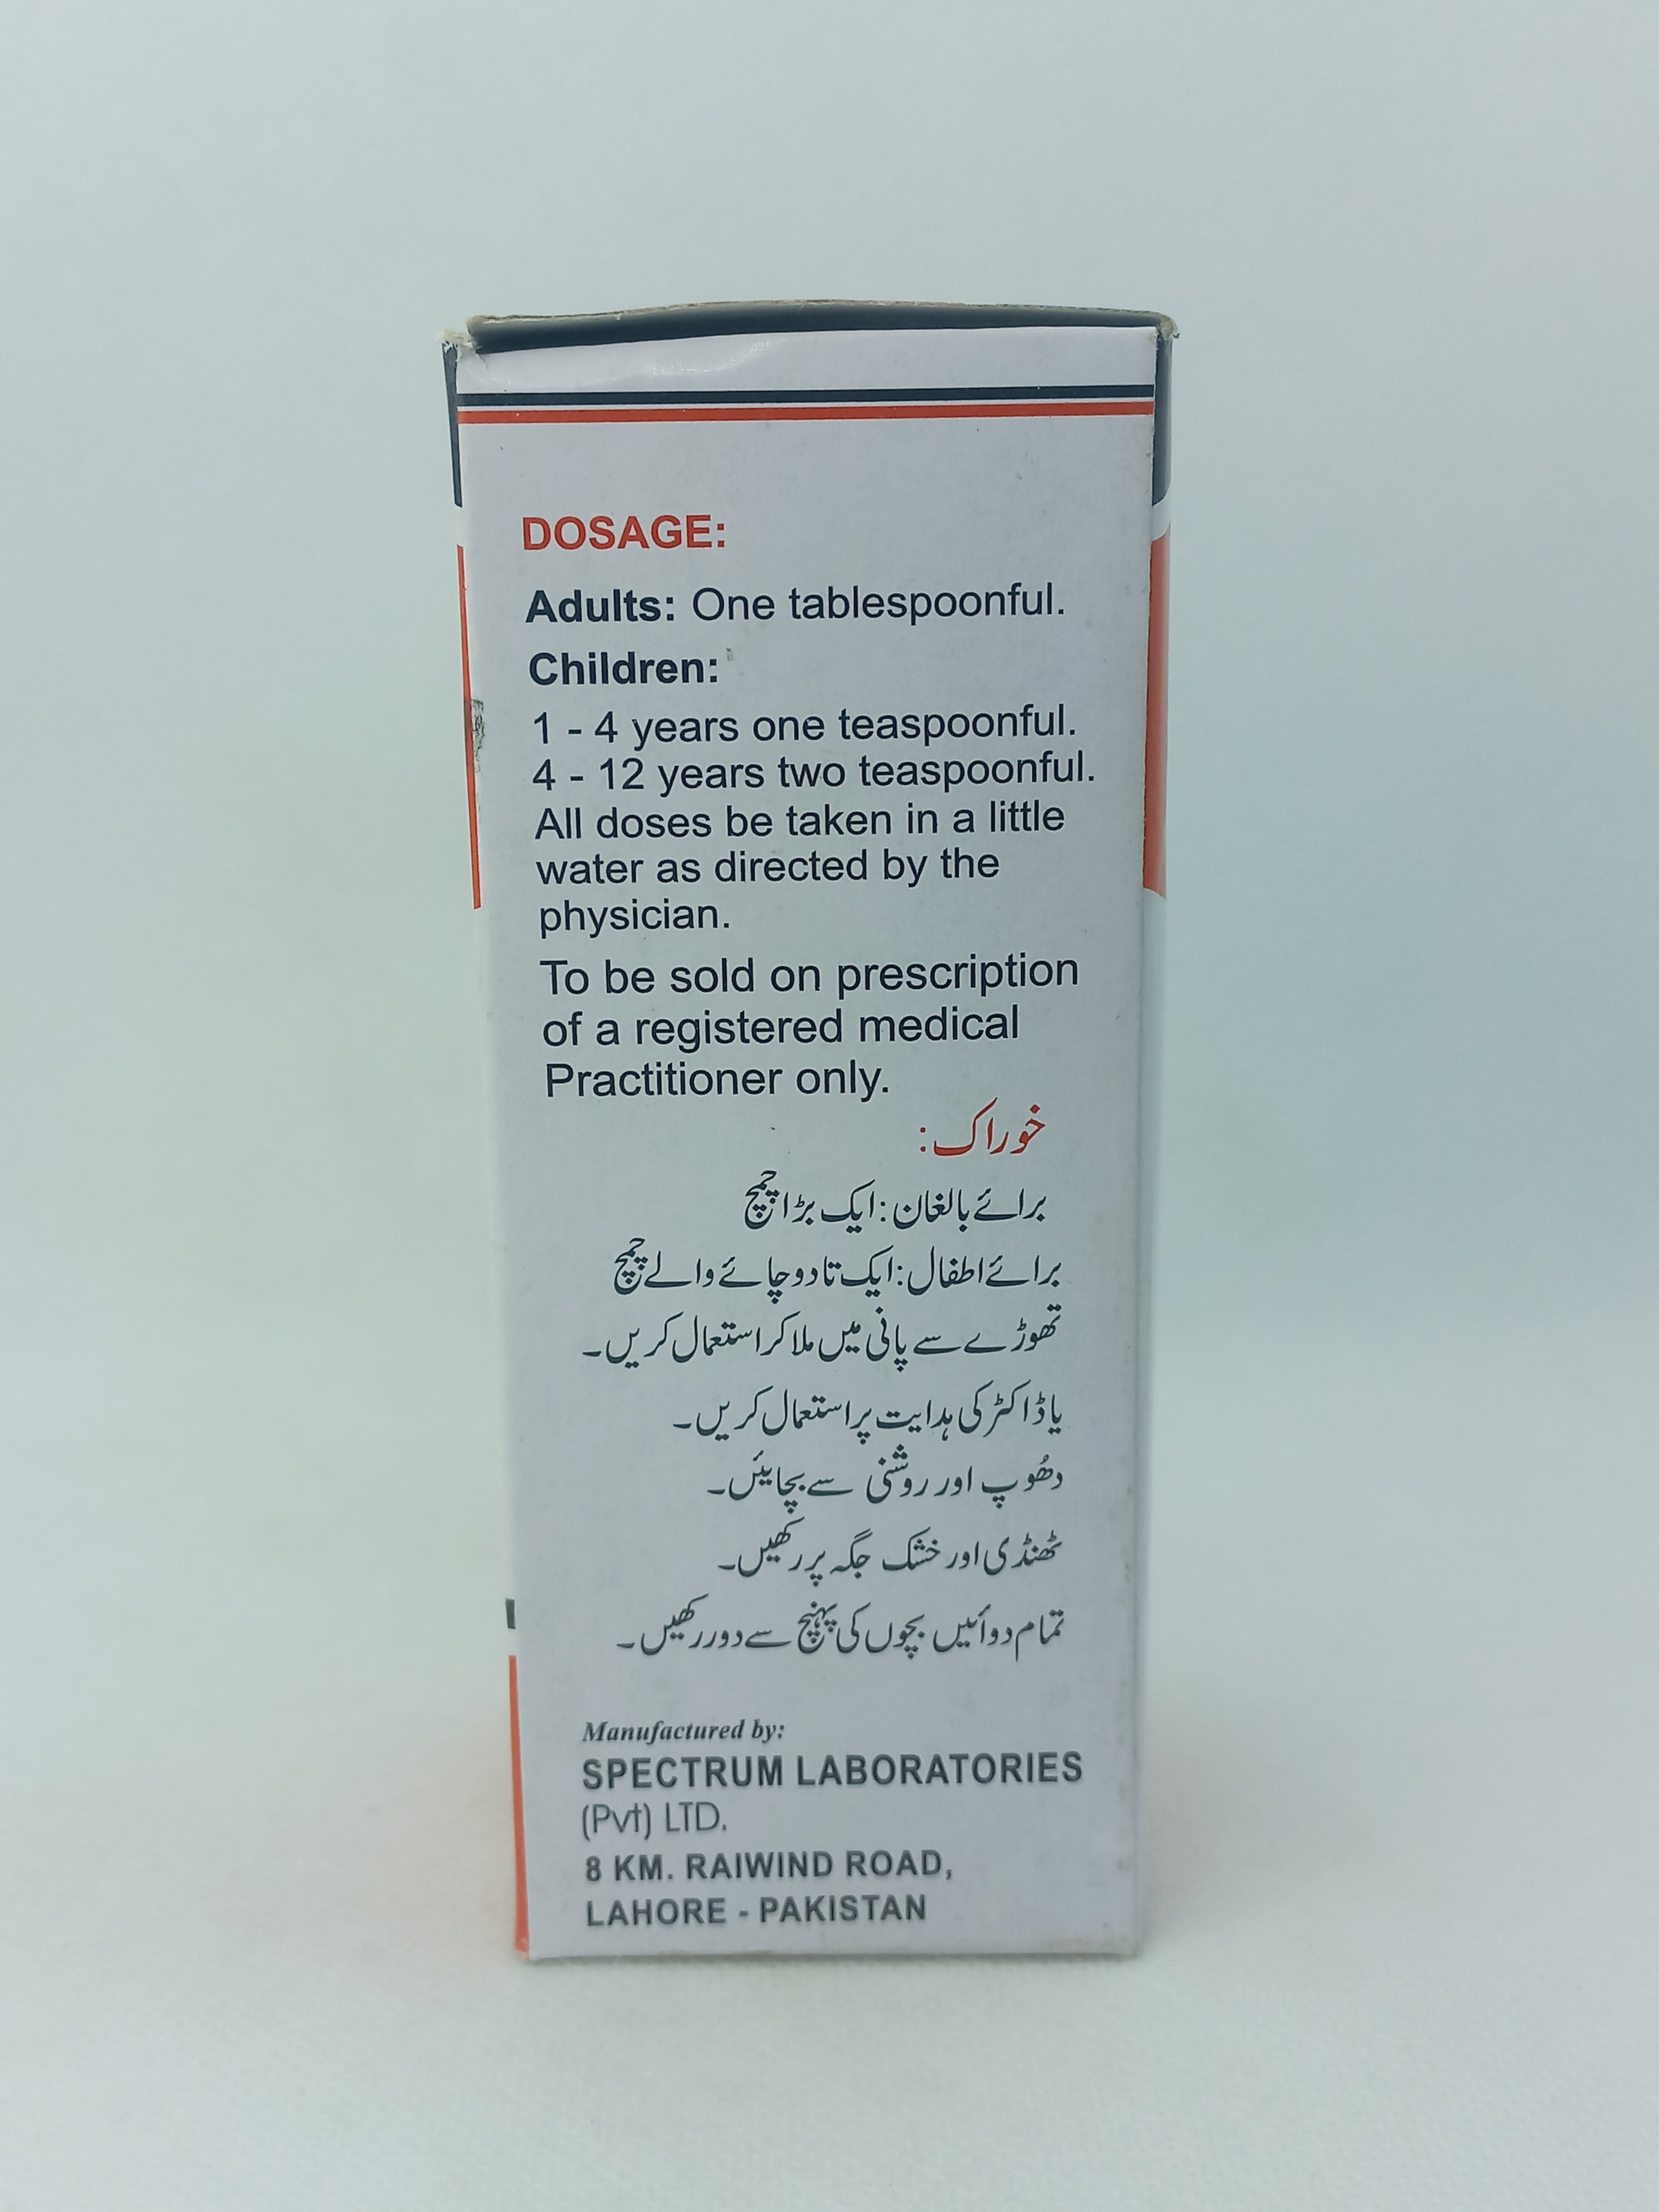 DOSAGE:
Adults: One tablespoonful.
Children:
1 - 4 years one teaspoonful.
4 - 12 years two teaspoonful.
All doses be taken in a little
water as directed by the
physician.
To be sold on prescription
of a registered medical
Practitioner only.
خوراک:
برائے بالغان: ایک بڑا چمچ
برائے اطفال: ایک تا دو چائے والے چمچ
تھوڑے سے پانی میں ملا کر استعمال کریں۔
یا ڈاکٹر کی ہدایت پر استعمال کریں۔
دھُوپ اور روشنی سے بچایئں۔
ٹھنڈی اور خشک جگہ پر رکھیں۔
تمام دوائیں بچوں کی پہنچ سے دور رکھیں۔
Manufactured by:
SPECTRUM LABORATORIES
(Pvt) LTD.
8 KM. RAIWIND ROAD,
LAHORE - PAKISTAN